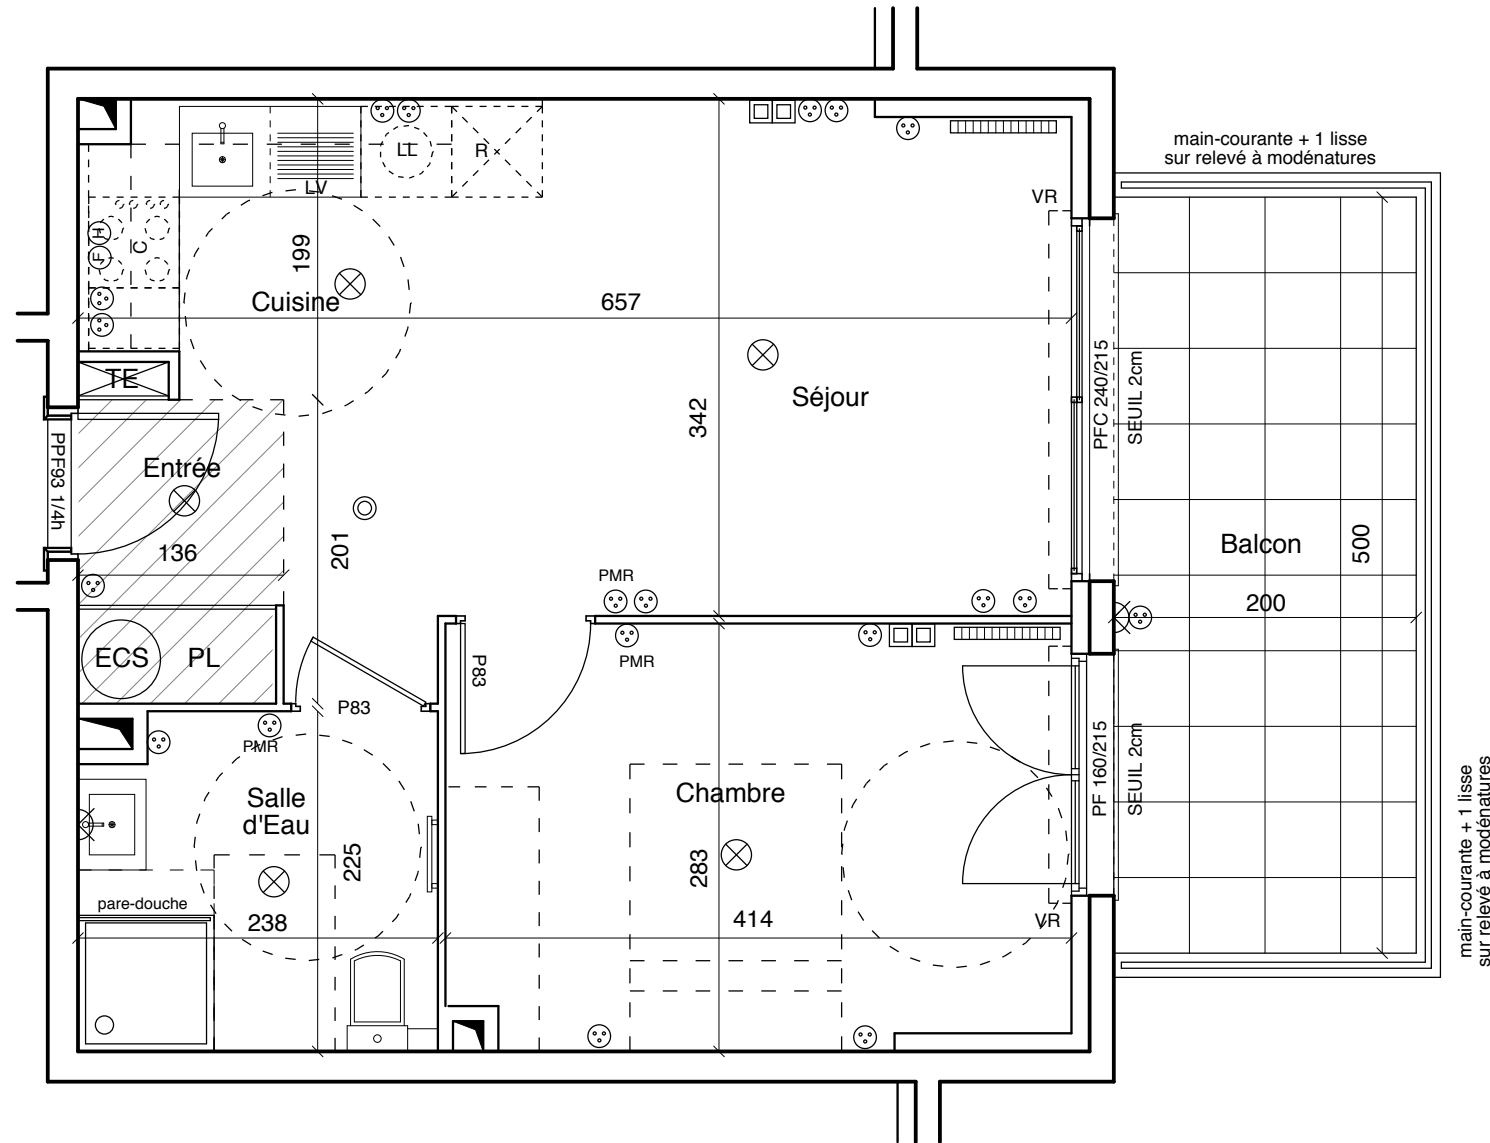 main-courante + 1 lisse
sur relevé à modénatures
LL
R
LV
VR
H
F
C
199
Cuisine
657
TE
Séjour
342
PFC 240/215
SEUIL 2cm
PPF93 1/4h
Entrée
136
201
Balcon
500
200
PMR
PMR
ECS
PL
P83
P83
PMR
Salle
d'Eau
225
238
pare-douche
Chambre
283
414
PF 160/215
SEUIL 2cm
VR
main-courante + 1 lisse
sur relevé à modénatures